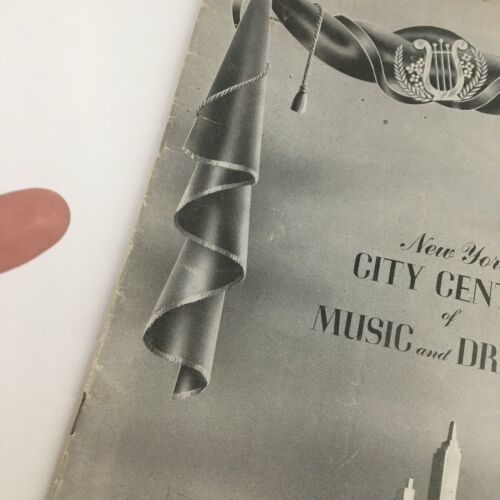 New Yor
CITY CENT
of
MUSIC and DR